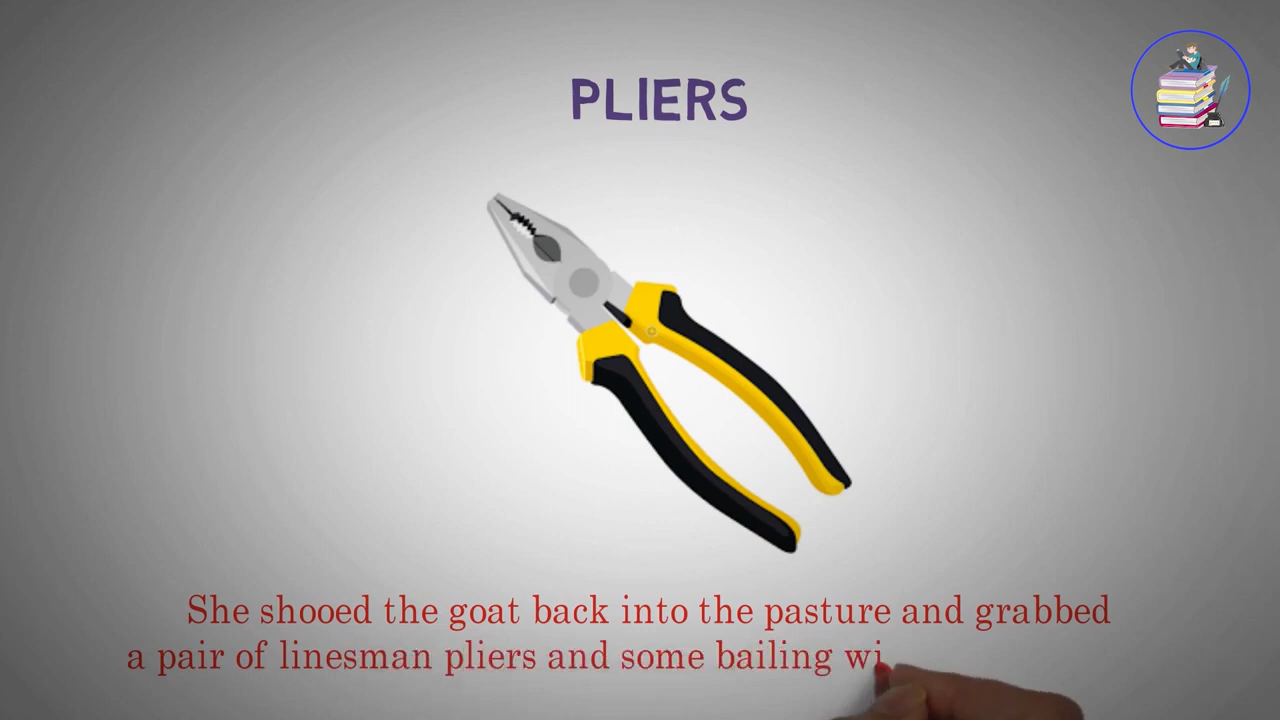 PLIERS
She shooed the goat back into the pasture and grabbed
a pair of linesman pliers and some bailing